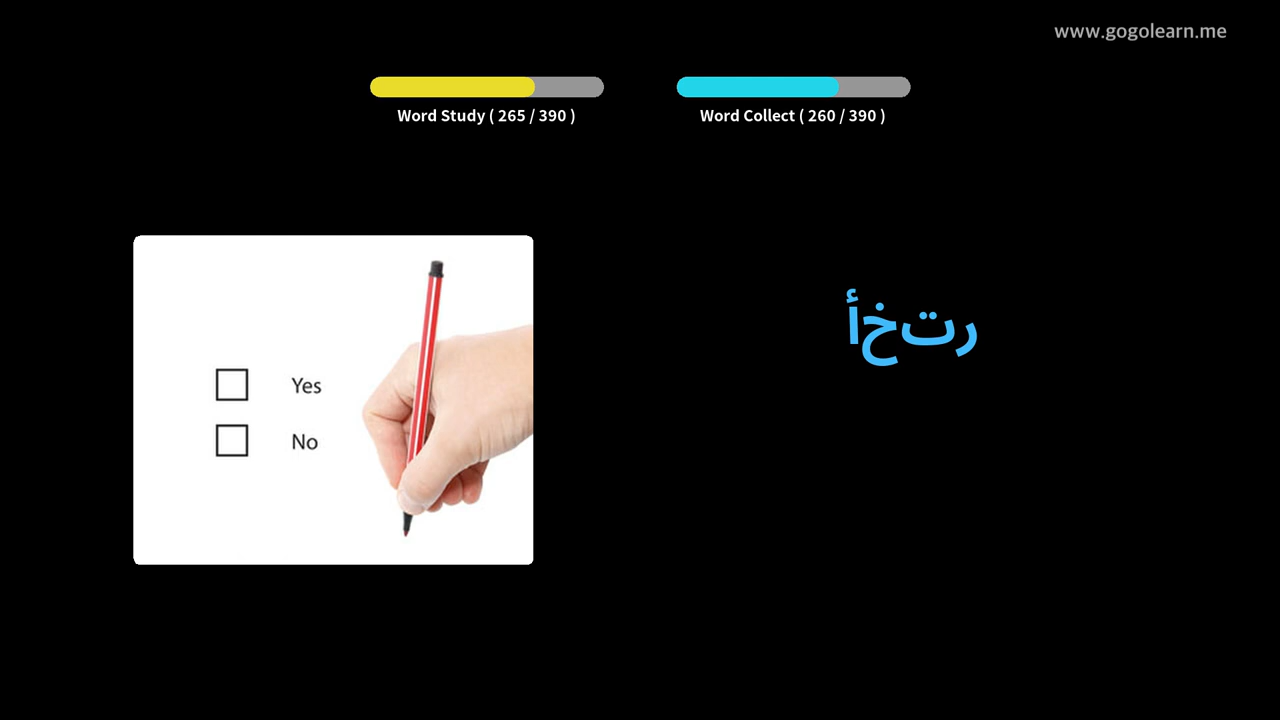 www.gogolearn.me
Word Study ( 265 / 390 )
Word Collect ( 260 / 390 )
رتخأ
Yes
No